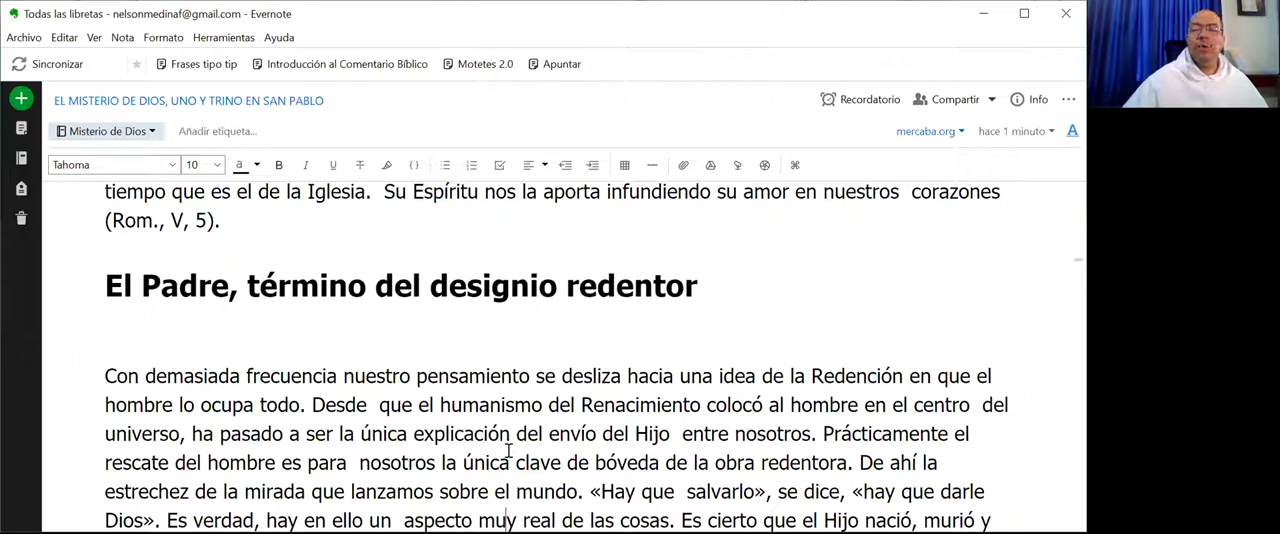 Todas las libretas - nelsonmedinaf@gmail.com - Evernote
Archivo Editar Ver Nota Formato Herramientas Ayuda
Sincronizar Frases tipo tip Introducción al Comentario Bíblico Motetes 2.0 Apuntar
EL MISTERIO DE DIOS, UNO Y TRINO EN SAN PABLO Recordatorio Compartir Info
Misterio de Dios Añadir etiqueta... mercaba.org hace 1 minuto A
Tahoma 10 a B I U T { }
tiempo que es el de la Iglesia. Su Espíritu nos la aporta infundiendo su amor en nuestros corazones
(Rom., V, 5).
El Padre, término del designio redentor
Con demasiada frecuencia nuestro pensamiento se desliza hacia una idea de la Redención en que el
hombre lo ocupa todo. Desde que el humanismo del Renacimiento colocó al hombre en el centro del
universo, ha pasado a ser la única explicación del envío del Hijo entre nosotros. Prácticamente el
rescate del hombre es para nosotros la única clave de bóveda de la obra redentora. De ahí la
estrechez de la mirada que lanzamos sobre el mundo. «Hay que salvarlo», se dice, «hay que darle
Dios». Es verdad, hay en ello un aspecto muy real de las cosas. Es cierto que el Hijo nació, murió y